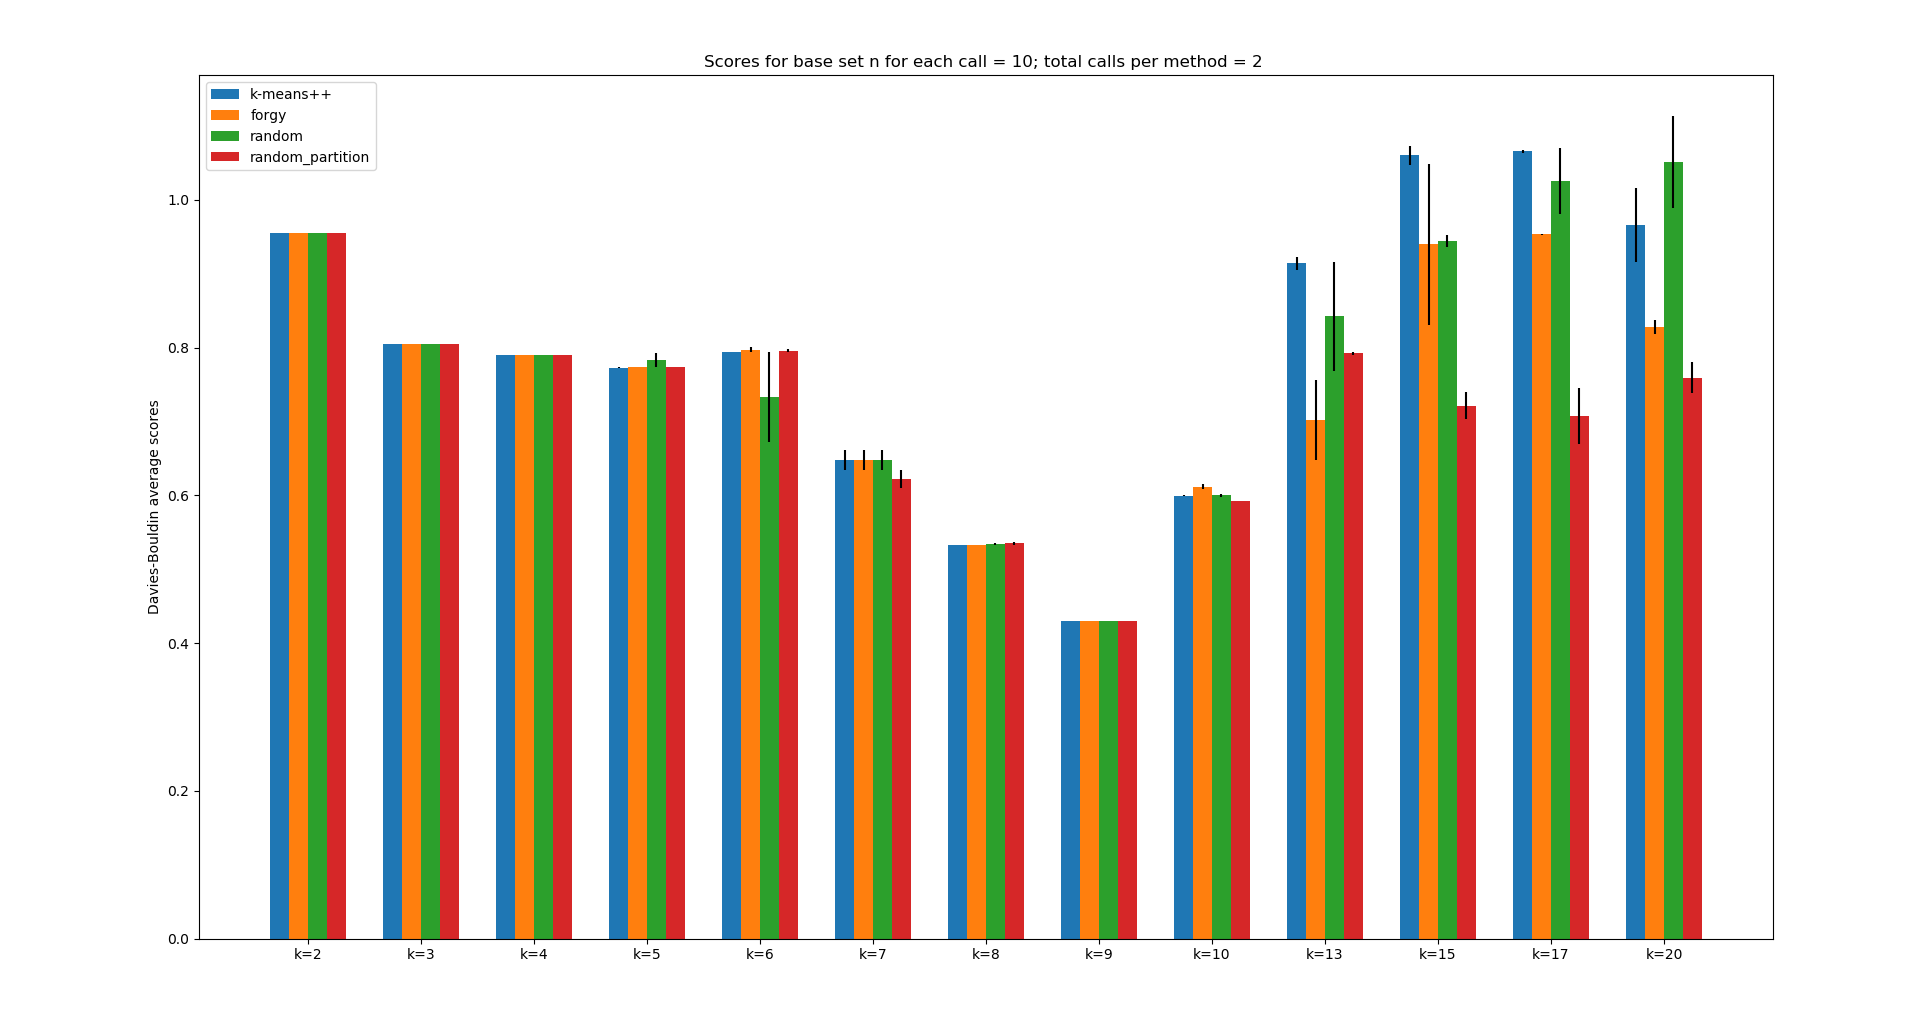 Scores for base set n for each call = 10; total calls per method = 2
k-means++
forgy
random
random_partition
Davies-Bouldin average scores
1.0
0.8
0.6
0.4
0.2
0.0
k=2 k=3 k=4 k=5 k=6 k=7 k=8 k=9 k=10 k=13 k=15 k=17 k=20